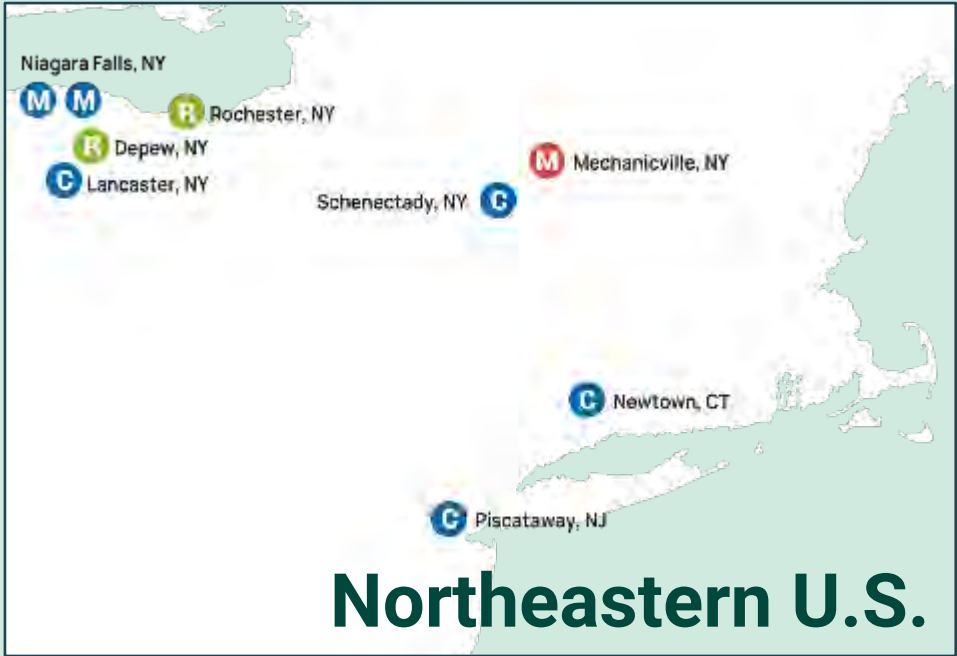 Niagara Falls, NY
M M
R Rochester, NY
R Depew, NY
C Lancaster, NY
M Mechanicville, NY
Schenectady, NY C
C Newtown, CT
C Piscataway, NJ
Northeastern U.S.